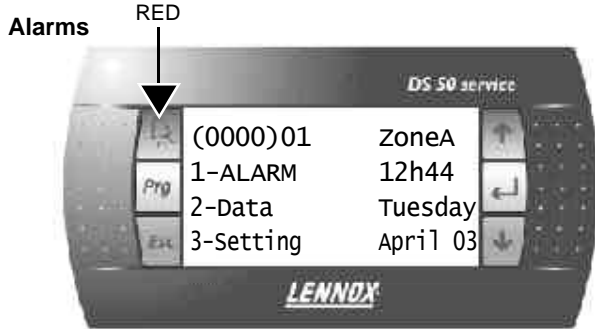 RED
Alarms
DS 50 service
(0000)01 ZoneA
1-ALARM 12h44
Prg
2-Data Tuesday
Esc 3-Setting April 03
LENNOX